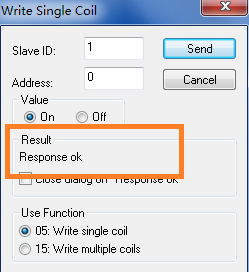 Write Single Coil
Slave ID: 1 Send
Address: 0 Cancel
Value
On Off
Result
Response ok
Close dialog on "Response ok"
Use Function
05: Write single coil
15: Write multiple coils